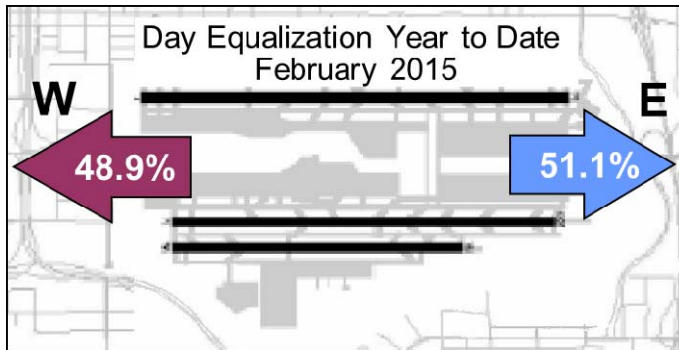 Day Equalization Year to Date
February 2015
W
E
48.9%
51.1%